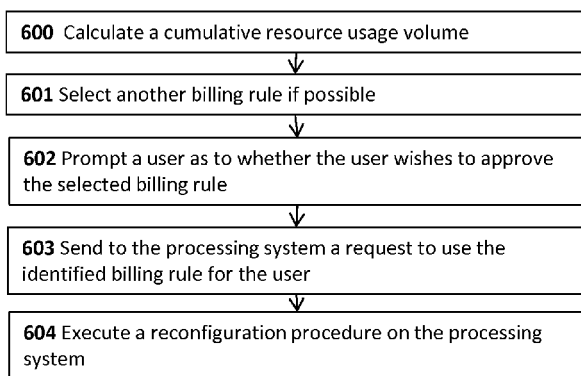 600 Calculate a cumulative resource usage volume
601 Select another billing rule if possible
602 Prompt a user as to whether the user wishes to approve
the selected billing rule
603 Send to the processing system a request to use the
identified billing rule for the user
604 Execute a reconfiguration procedure on the processing
system